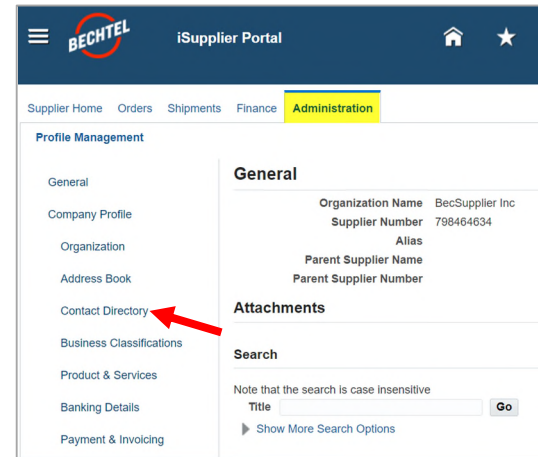 BECHTEL
iSupplier Portal
Supplier Home Orders Shipments Finance Administration
Profile Management
General
Company Profile
Organization
Address Book
Contact Directory
Business Classifications
Product & Services
Banking Details
Payment & Invoicing
General
Organization Name BecSupplier Inc
Supplier Number 798464634
Alias
Parent Supplier Name
Parent Supplier Number
Attachments
Search
Note that the search is case insensitive
Title Go
Show More Search Options